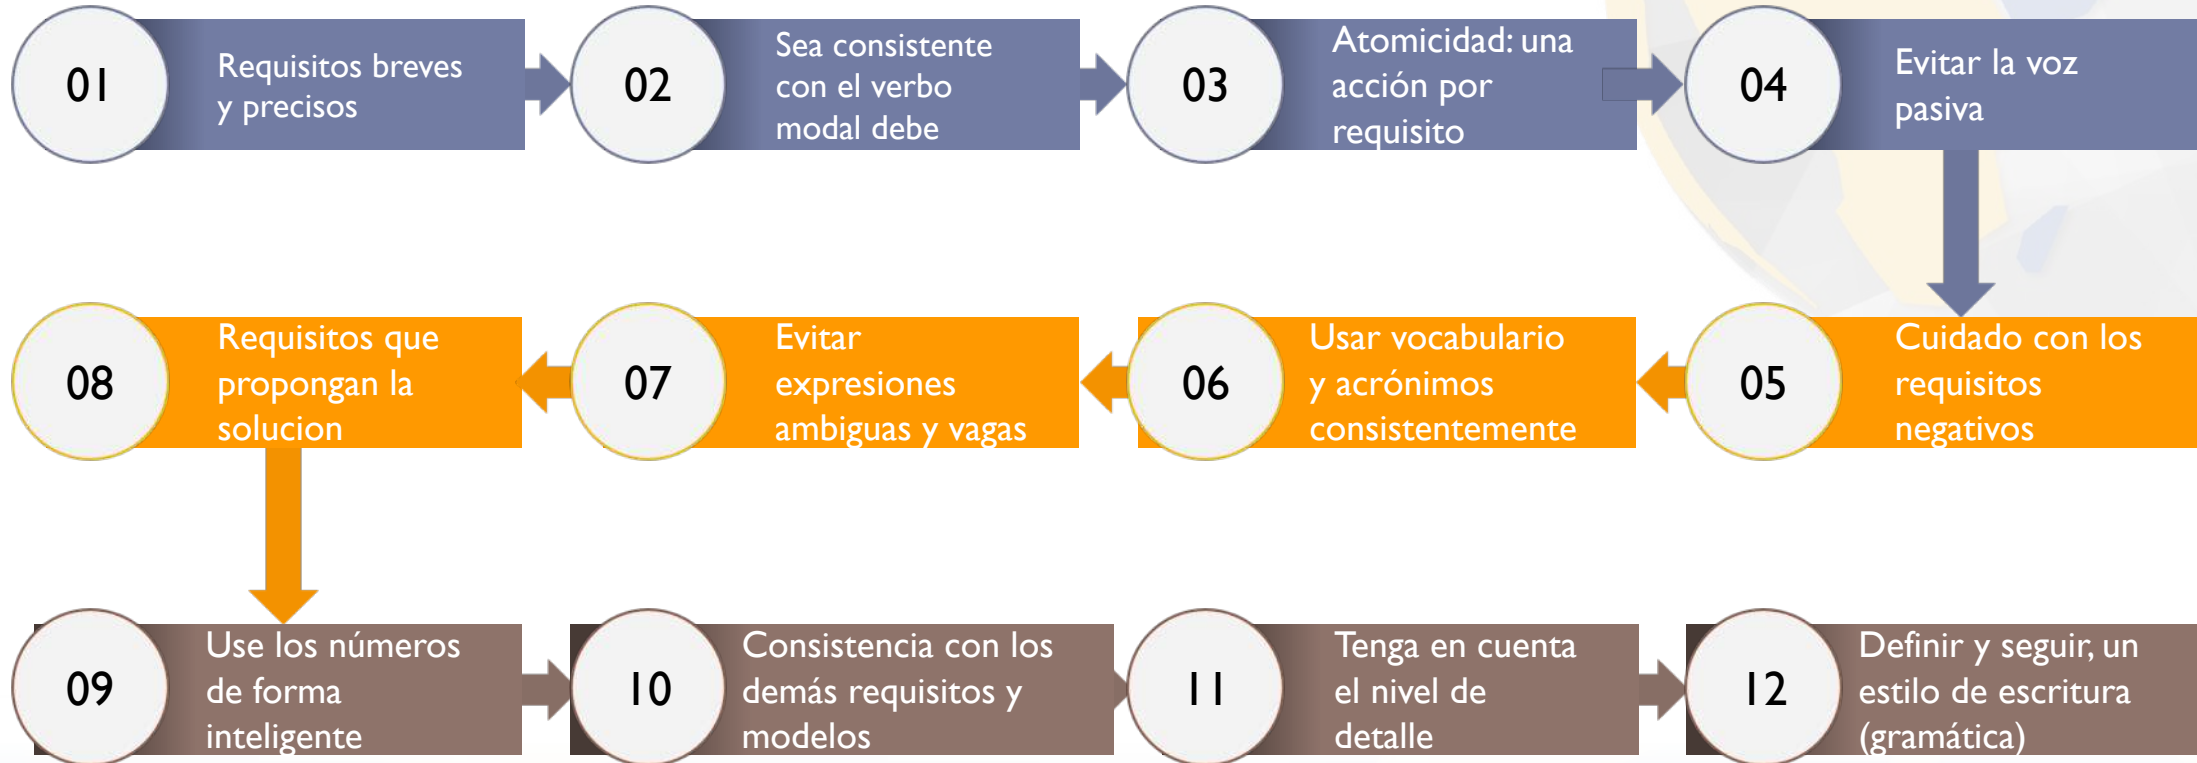 01
Requisitos breves
y precisos
02
Sea consistente
con el verbo
modal debe
03
Atomicidad: una
acción por
requisito
04
Evitar la voz
pasiva
05
Cuidado con los
requisitos
negativos
06
Usar vocabulario
y acrónimos
consistentemente
07
Evitar
expresiones
ambiguas y vagas
08
Requisitos que
propongan la
solucion
09
Use los números
de forma
inteligente
10
Consistencia con los
demás requisitos y
modelos
11
Tenga en cuenta
el nivel de
detalle
12
Definir y seguir, un
estilo de escritura
(gramática)